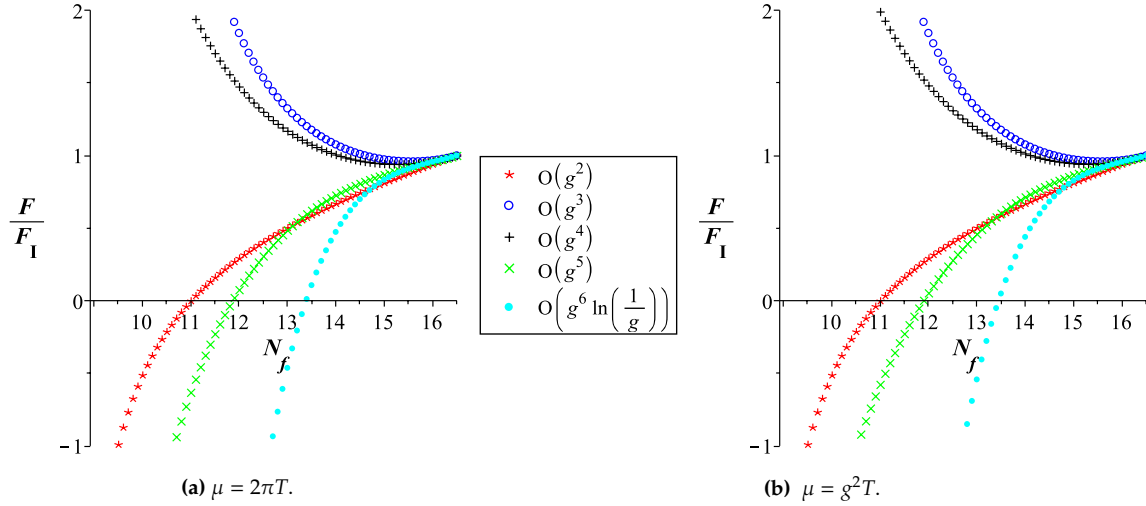 2
1
F
F_I
0
-1
10 11 12 13 14 15 16
N_f
O(g^2)
O(g^3)
O(g^4)
O(g^5)
O(g^6 ln(1/g))
2
1
F
F_I
0
-1
10 11 12 13 14 15 16
N_f
(a) μ = 2πT.
(b) μ = g^2T.